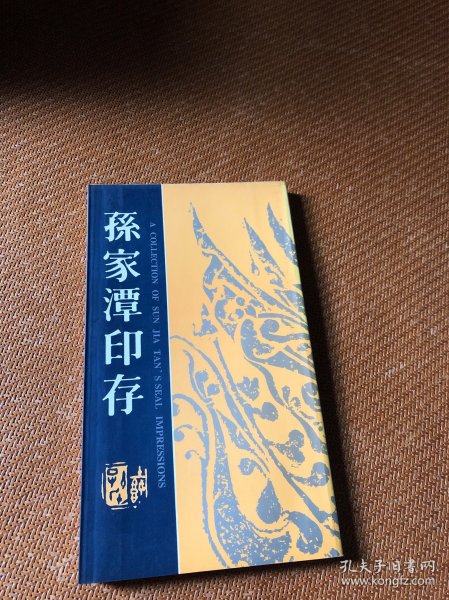 孫家潭印存
A COLLECTION OF SUN JIA TAN'S SEAL IMPRESSIONS
孔夫子旧书网
www.kongfz.com